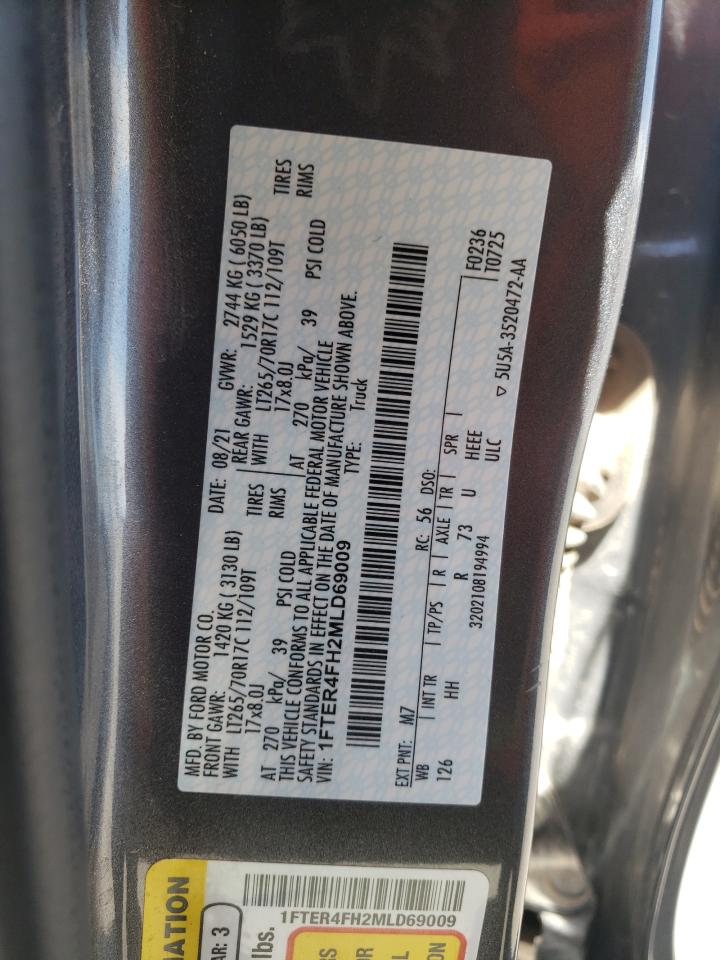 MFD. BY FORD MOTOR CO.
DATE: 08/21 GVWR: 2744 KG ( 6050 LB)
FRONT GAWR: 1420 KG ( 3130 LB) REAR GAWR: 1529 KG ( 3370 LB)
WITH LT265/70R17C 112/109T TIRES WITH LT265/70R17C 112/109T TIRES
17x8.0J RIMS 17x8.0J RIMS
AT 270 kPa/ 39 PSI COLD AT 270 kPa/ 39 PSI COLD
THIS VEHICLE CONFORMS TO ALL APPLICABLE FEDERAL MOTOR VEHICLE
SAFETY STANDARDS IN EFFECT ON THE DATE OF MANUFACTURE SHOWN ABOVE.
VIN: 1FTER4FH2MLD69009 TYPE: Truck
EXT PNT: M7 RC: 56 DSO:
WB INT TR TP/PS R AXLE TR SPR F0236
126 HH R 73 U HEEE T0725
3202108194994 ULC
▽ 5U5A-3520472-AA
1FTER4FH2MLD69009
AR: 3
lbs.